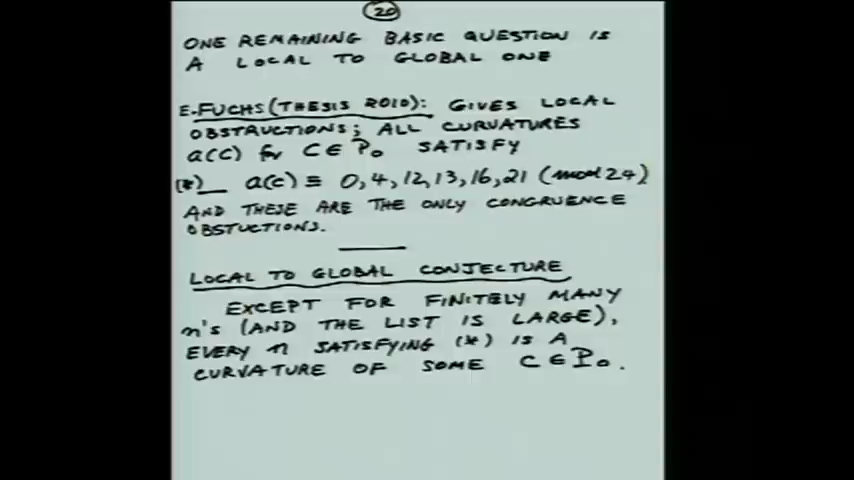 20
ONE REMAINING BASIC QUESTION IS
A LOCAL TO GLOBAL ONE
E.FUCHS (THESIS 2010): GIVES LOCAL
OBSTRUCTIONS; ALL CURVATURES
a(C) for C ∈ P₀ SATISFY
(*)__ a(c) ≡ 0, 4, 12, 13, 16, 21 (mod 24)
AND THESE ARE THE ONLY CONGRUENCE
OBSTUCTIONS.
LOCAL TO GLOBAL CONJECTURE
EXCEPT FOR FINITELY MANY
n's (AND THE LIST IS LARGE),
EVERY n SATISFYING (*) IS A
CURVATURE OF SOME C ∈ P₀.